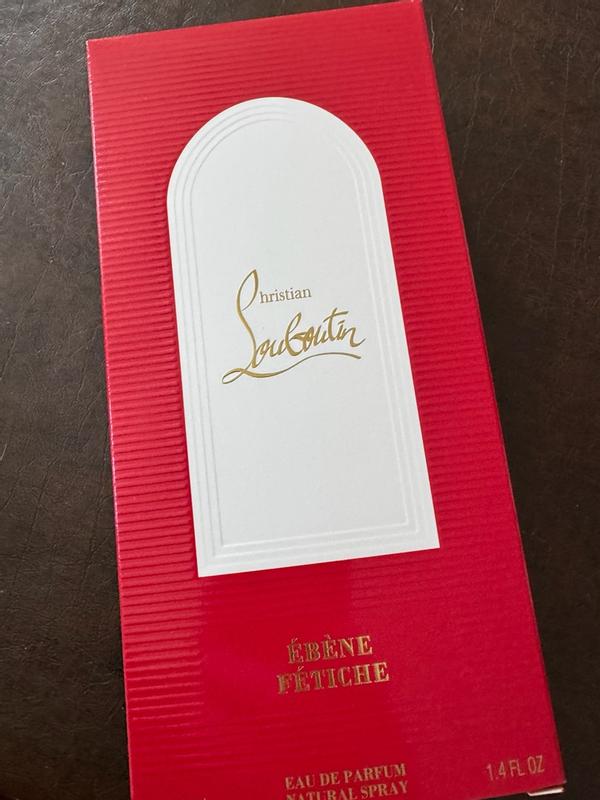 Christian
Louboutin
ÉBÈNE
FÉTICHE
EAU DE PARFUM
NATURAL SPRAY
1.4 FL OZ